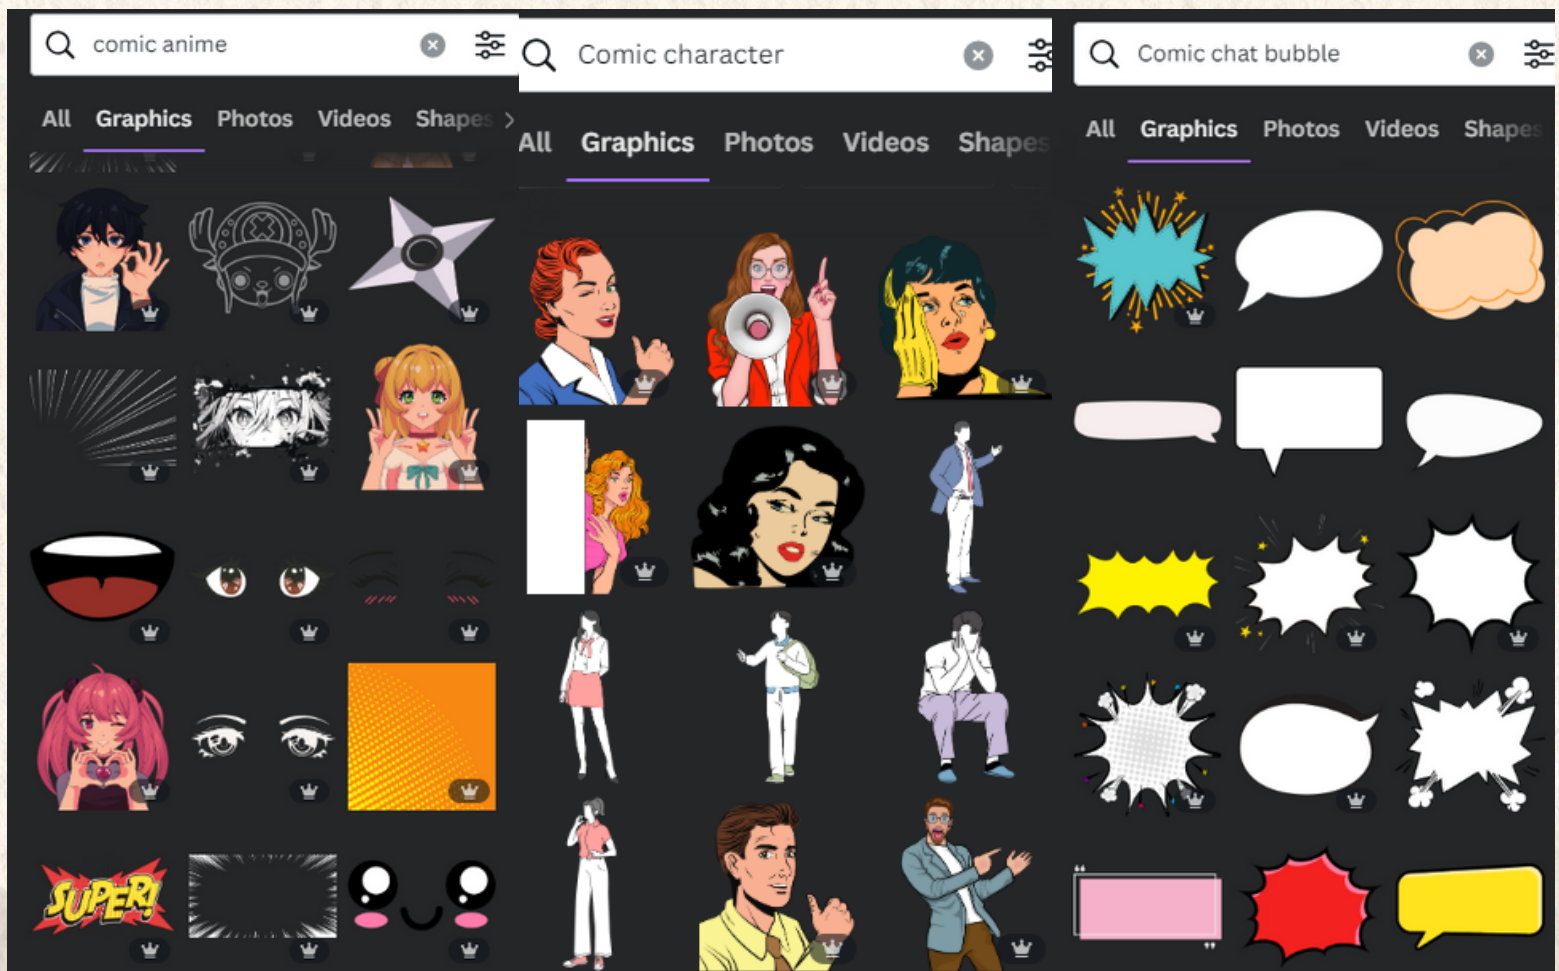 comic anime
All Graphics Photos Videos Shapes
SUPER!
Comic character
All Graphics Photos Videos Shapes
Comic chat bubble
All Graphics Photos Videos Shapes